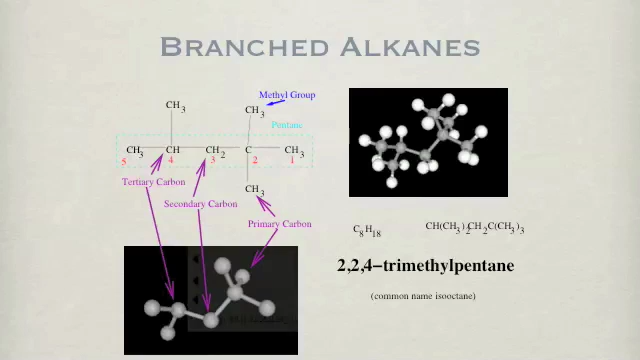 BRANCHED ALKANES
Methyl Group
CH3
CH3
Pentane
CH3 CH CH2 C CH3
5 4 3 2 1
Tertiary Carbon
CH3
Secondary Carbon
Primary Carbon
C8H18
CH(CH3)2CH2C(CH3)3
2,2,4-trimethylpentane
(common name isooctane)